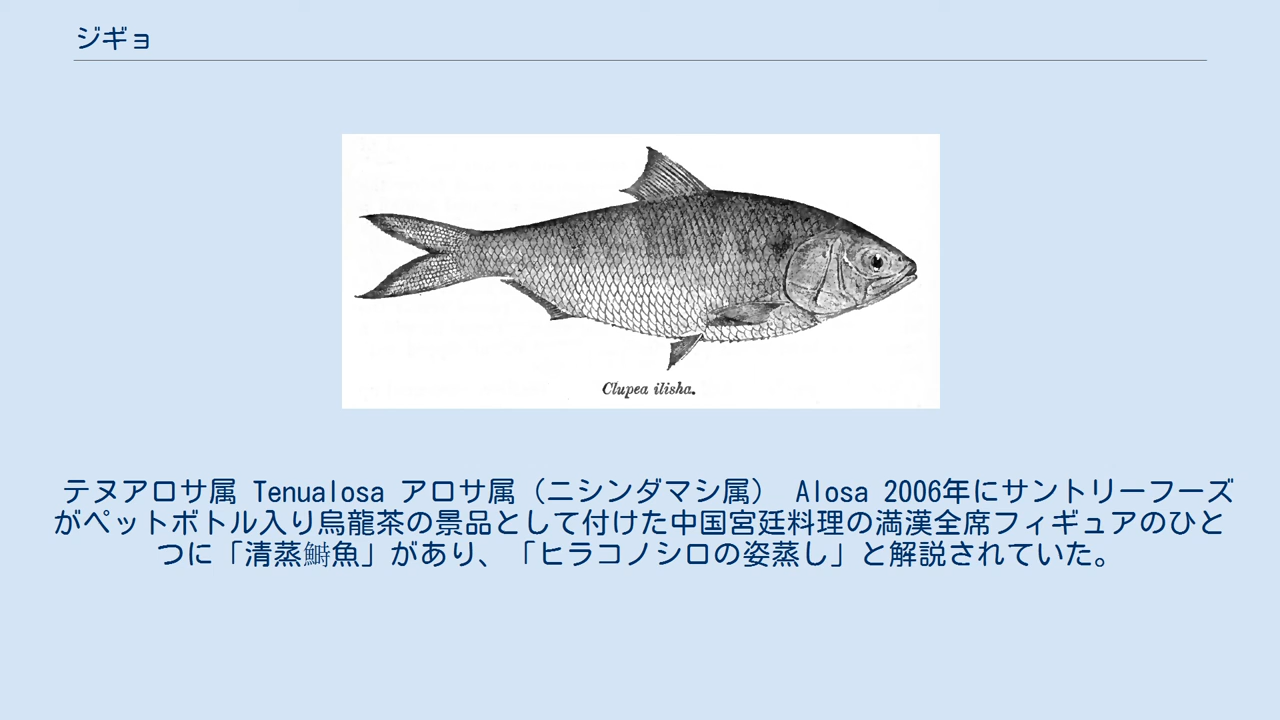 ジギョ
Clupea ilisha.
テヌアロサ属 Tenualosa アロサ属（ニシンダマシ属） Alosa 2006年にサントリーフーズ
がペットボトル入り烏龍茶の景品として付けた中国宮廷料理の満漢全席フィギュアのひと
つに「清蒸鰣魚」があり、「ヒラコノシロの姿蒸し」と解説されていた。